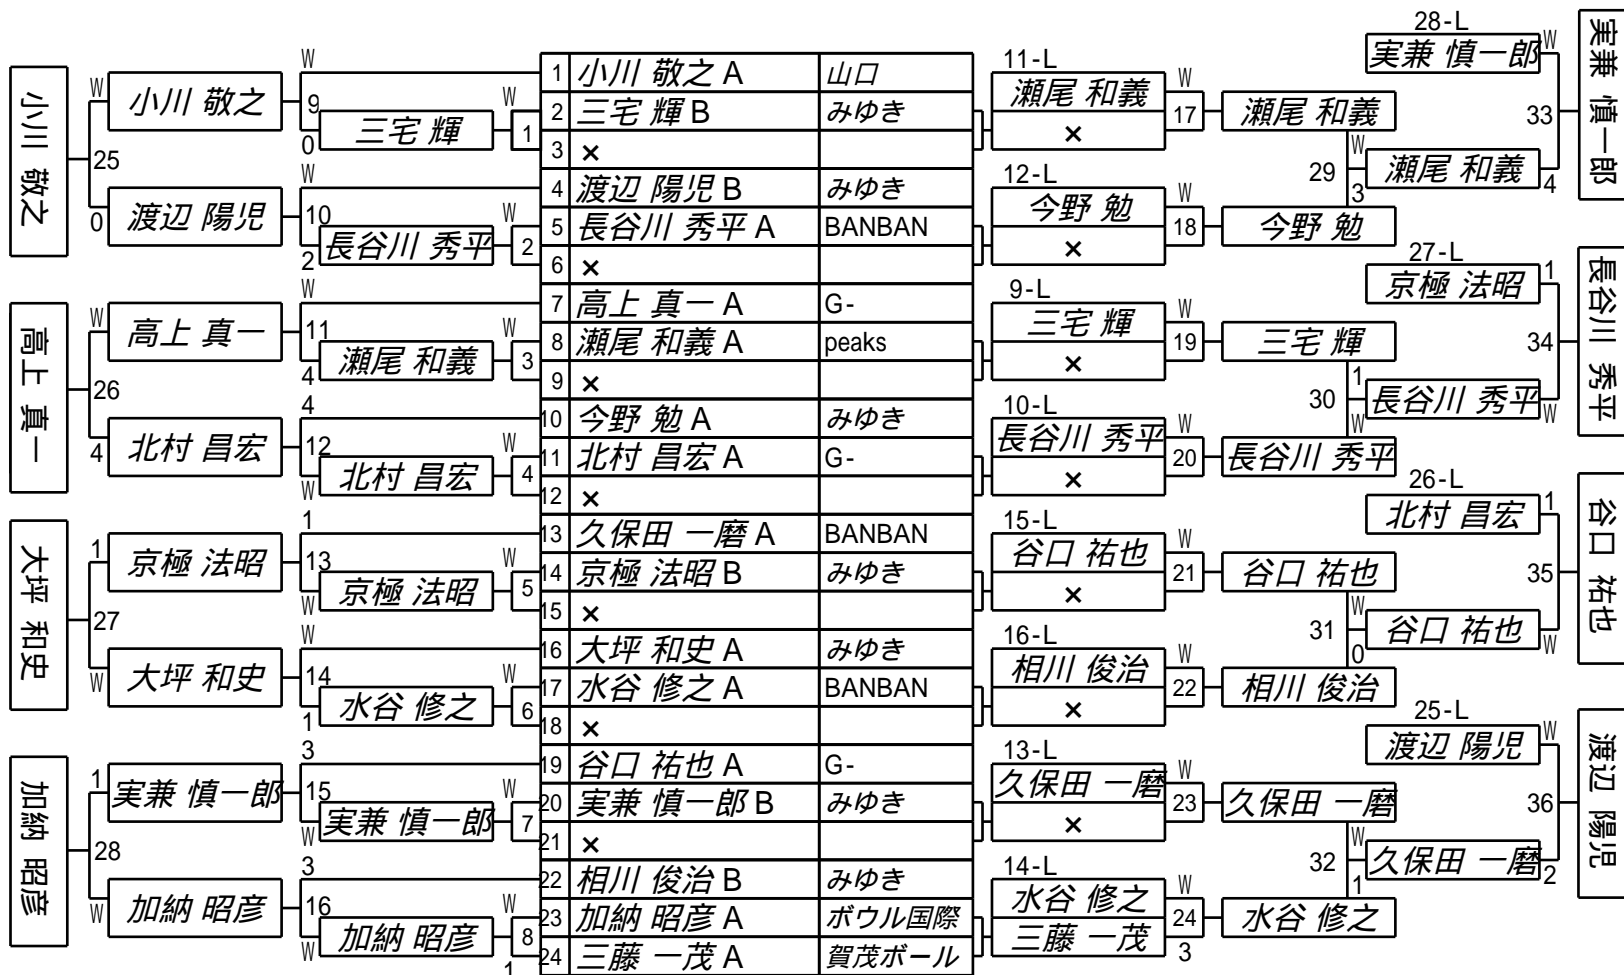 小川 敬之
高上 真一
大坪 和史
加納 昭彦
W
小川 敬之
25
0
渡辺 陽児
W
高上 真一
26
4
北村 昌宏
1
京極 法昭
27
W
大坪 和史
1
実兼 慎一郎
28
W
加納 昭彦
W
9
0
三宅 輝
W
1
W
10
2
長谷川 秀平
W
2
W
11
4
瀬尾 和義
W
3
4
12
W
北村 昌宏
W
4
1
13
W
京極 法昭
W
5
W
14
1
水谷 修之
W
6
3
15
W
実兼 慎一郎
W
7
3
16
W
加納 昭彦
W
8
1
1 小川 敬之 A 山口
2 三宅 輝 B みゆき
3 ×
4 渡辺 陽児 B みゆき
5 長谷川 秀平 A BANBAN
6 ×
7 高上 真一 A G-
8 瀬尾 和義 A peaks
9 ×
10 今野 勉 A みゆき
11 北村 昌宏 A G-
12 ×
13 久保田 一磨 A BANBAN
14 京極 法昭 B みゆき
15 ×
16 大坪 和史 A みゆき
17 水谷 修之 A BANBAN
18 ×
19 谷口 祐也 A G-
20 実兼 慎一郎 B みゆき
21 ×
22 相川 俊治 B みゆき
23 加納 昭彦 A ボウル国際
24 三藤 一茂 A 賀茂ボール
11-L
瀬尾 和義 W
× 17
12-L
今野 勉 W
× 18
9-L
三宅 輝 W
× 19
10-L
長谷川 秀平 W
× 20
15-L
谷口 祐也 W
× 21
16-L
相川 俊治 W
× 22
13-L
久保田 一磨 W
× 23
14-L
水谷 修之 W
24
三藤 一茂 3
瀬尾 和義
W
29
3
今野 勉
三宅 輝
1
30
W
長谷川 秀平
谷口 祐也
W
31
0
相川 俊治
久保田 一磨
W
32
1
水谷 修之
28-L
実兼 慎一郎 W
33
瀬尾 和義 4
27-L
京極 法昭 1
34
長谷川 秀平 W
26-L
北村 昌宏 1
35
谷口 祐也 W
25-L
渡辺 陽児 W
36
久保田 一磨 2
実兼 慎一郎
長谷川 秀平
谷口 祐也
渡辺 陽児